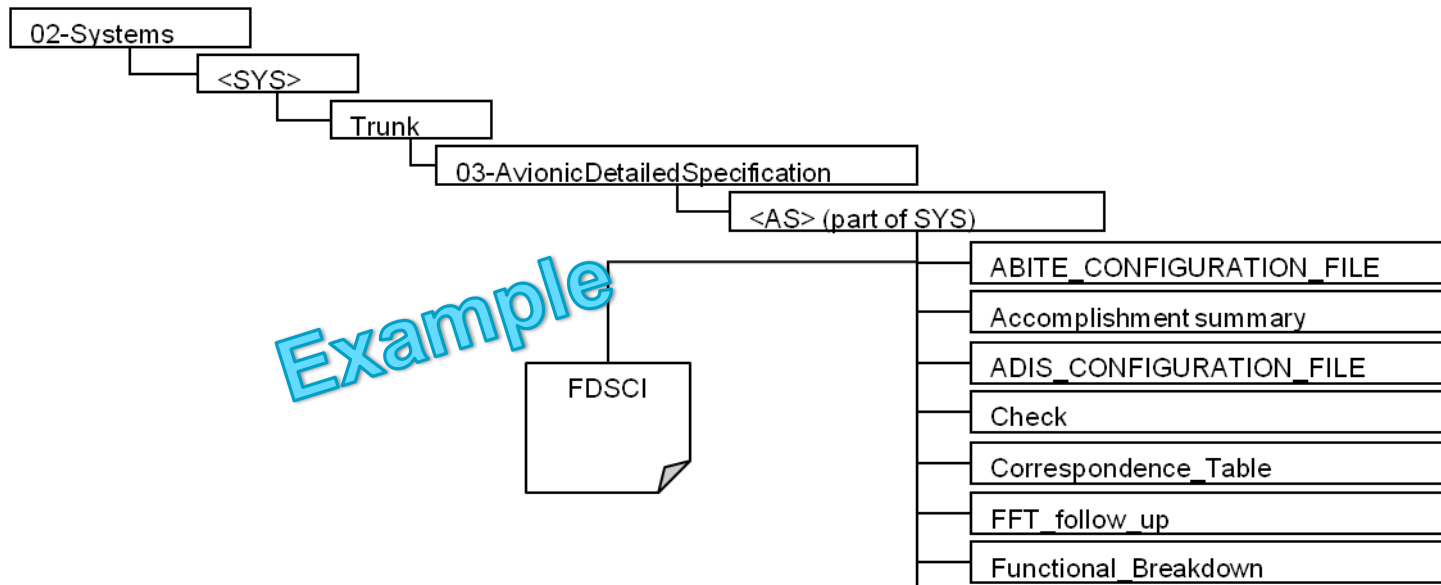 02-Systems
<SYS>
Trunk
03-AvionicDetailedSpecification
<AS> (part of SYS)
ABITE_CONFIGURATION_FILE
Accomplishment summary
ADIS_CONFIGURATION_FILE
Check
Correspondence_Table
FFT_follow_up
Functional_Breakdown
Example
FDSCI